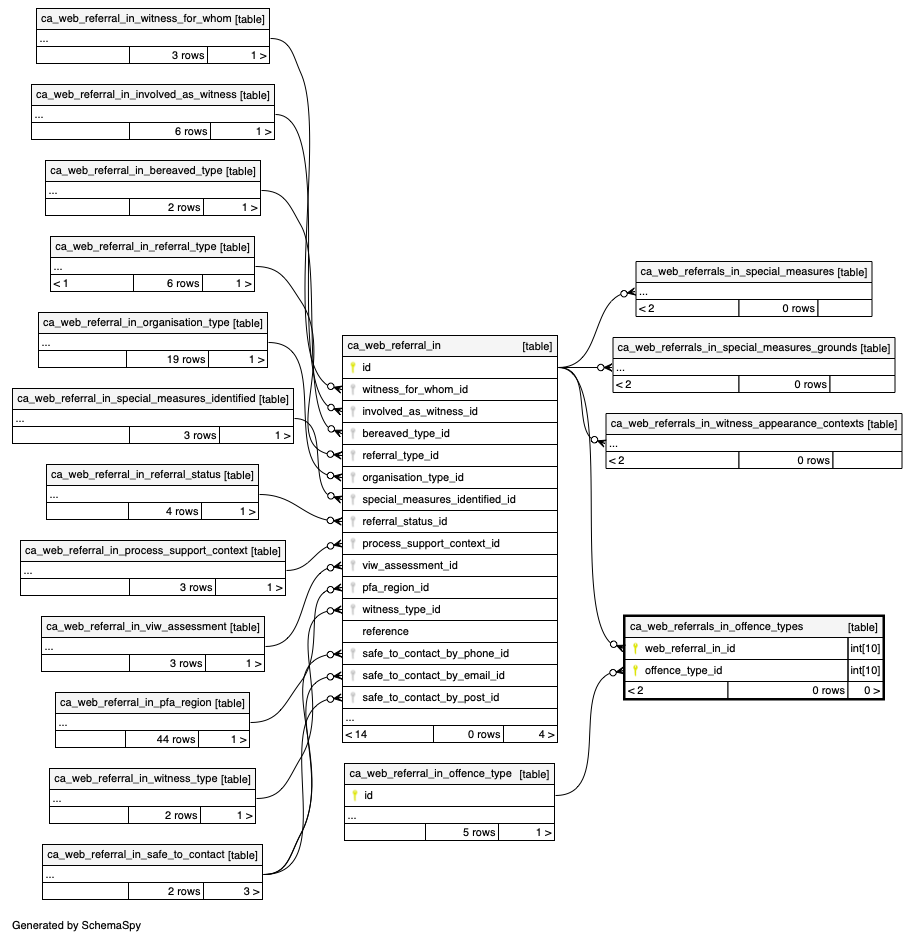 ca_web_referral_in_witness_for_whom [table]
...
3 rows 1 >
ca_web_referral_in_involved_as_witness [table]
...
6 rows 1 >
ca_web_referral_in_bereaved_type [table]
...
2 rows 1 >
ca_web_referral_in_referral_type [table]
...
< 1 6 rows 1 >
ca_web_referral_in_organisation_type [table]
...
19 rows 1 >
ca_web_referral_in_special_measures_identified [table]
...
3 rows 1 >
ca_web_referral_in_referral_status [table]
...
4 rows 1 >
ca_web_referral_in_process_support_context [table]
...
3 rows 1 >
ca_web_referral_in_viw_assessment [table]
...
3 rows 1 >
ca_web_referral_in_pfa_region [table]
...
44 rows 1 >
ca_web_referral_in_witness_type [table]
...
2 rows 1 >
ca_web_referral_in_safe_to_contact [table]
...
2 rows 3 >
ca_web_referral_in [table]
id
witness_for_whom_id
involved_as_witness_id
bereaved_type_id
referral_type_id
organisation_type_id
special_measures_identified_id
referral_status_id
process_support_context_id
viw_assessment_id
pfa_region_id
witness_type_id
reference
safe_to_contact_by_phone_id
safe_to_contact_by_email_id
safe_to_contact_by_post_id
...
< 14 0 rows 4 >
ca_web_referral_in_offence_type [table]
id
...
5 rows 1 >
ca_web_referrals_in_special_measures [table]
...
< 2 0 rows
ca_web_referrals_in_special_measures_grounds [table]
...
< 2 0 rows
ca_web_referrals_in_witness_appearance_contexts [table]
...
< 2 0 rows
ca_web_referrals_in_offence_types [table]
web_referral_in_id int[10]
offence_type_id int[10]
< 2 0 rows 0 >
Generated by SchemaSpy